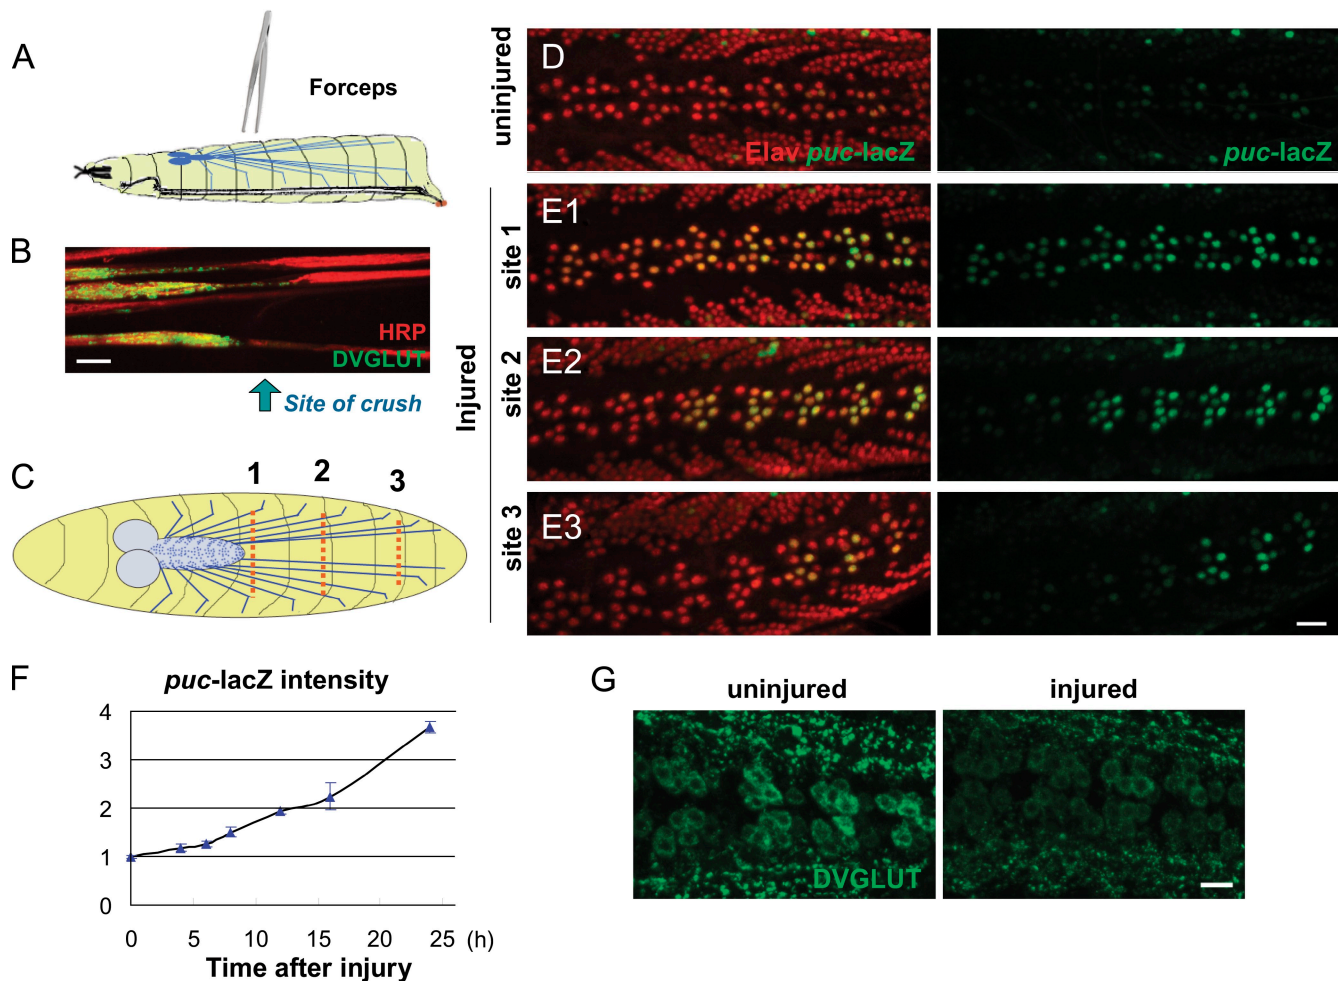 A
Forceps
B
HRP
DVGLUT
Site of crush
C
1
2
3
uninjured
D
Elav puc-lacZ
puc-lacZ
Injured
site 1
E1
site 2
E2
site 3
E3
F
puc-lacZ intensity
4
3
2
1
0
0 5 10 15 20 25 (h)
Time after injury
G
uninjured
injured
DVGLUT